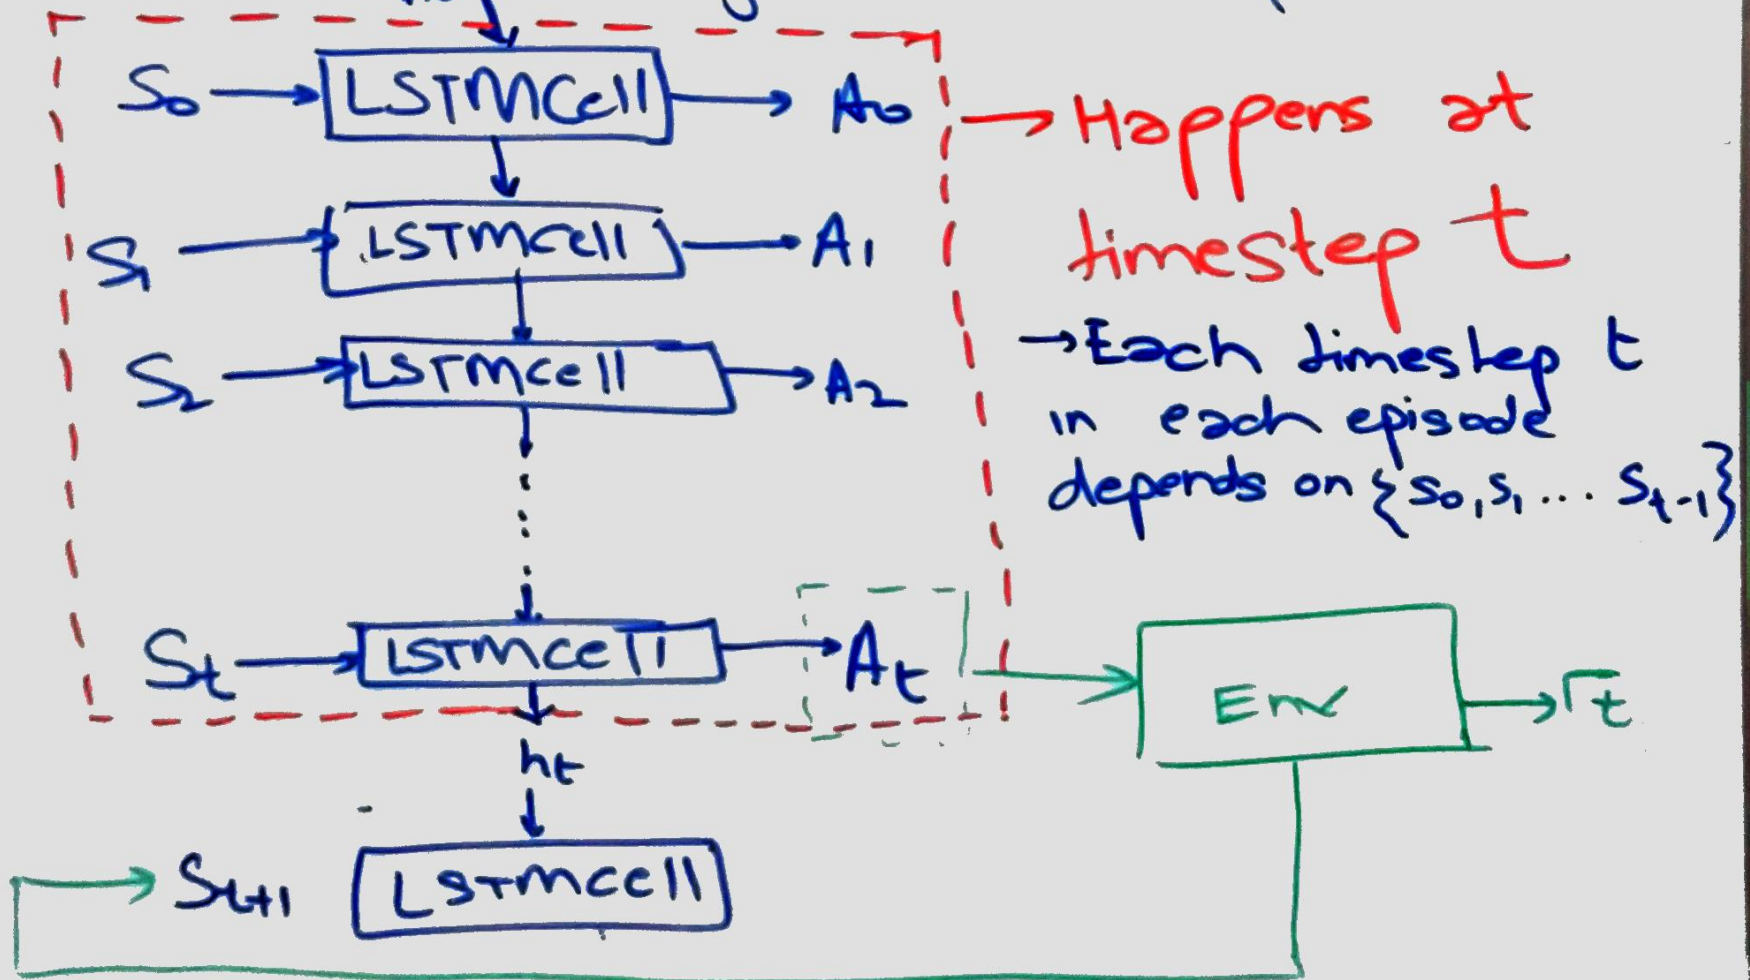 S0 LSTMCell A0
S1 LSTMCell A1
S2 LSTMCell A2
St LSTMCell At
ht
St+1 LSTMCell
→ Happens at
timestep t
→ Each timestep t
in each episode
depends on {s0, s1 ... St-1}
Env rt